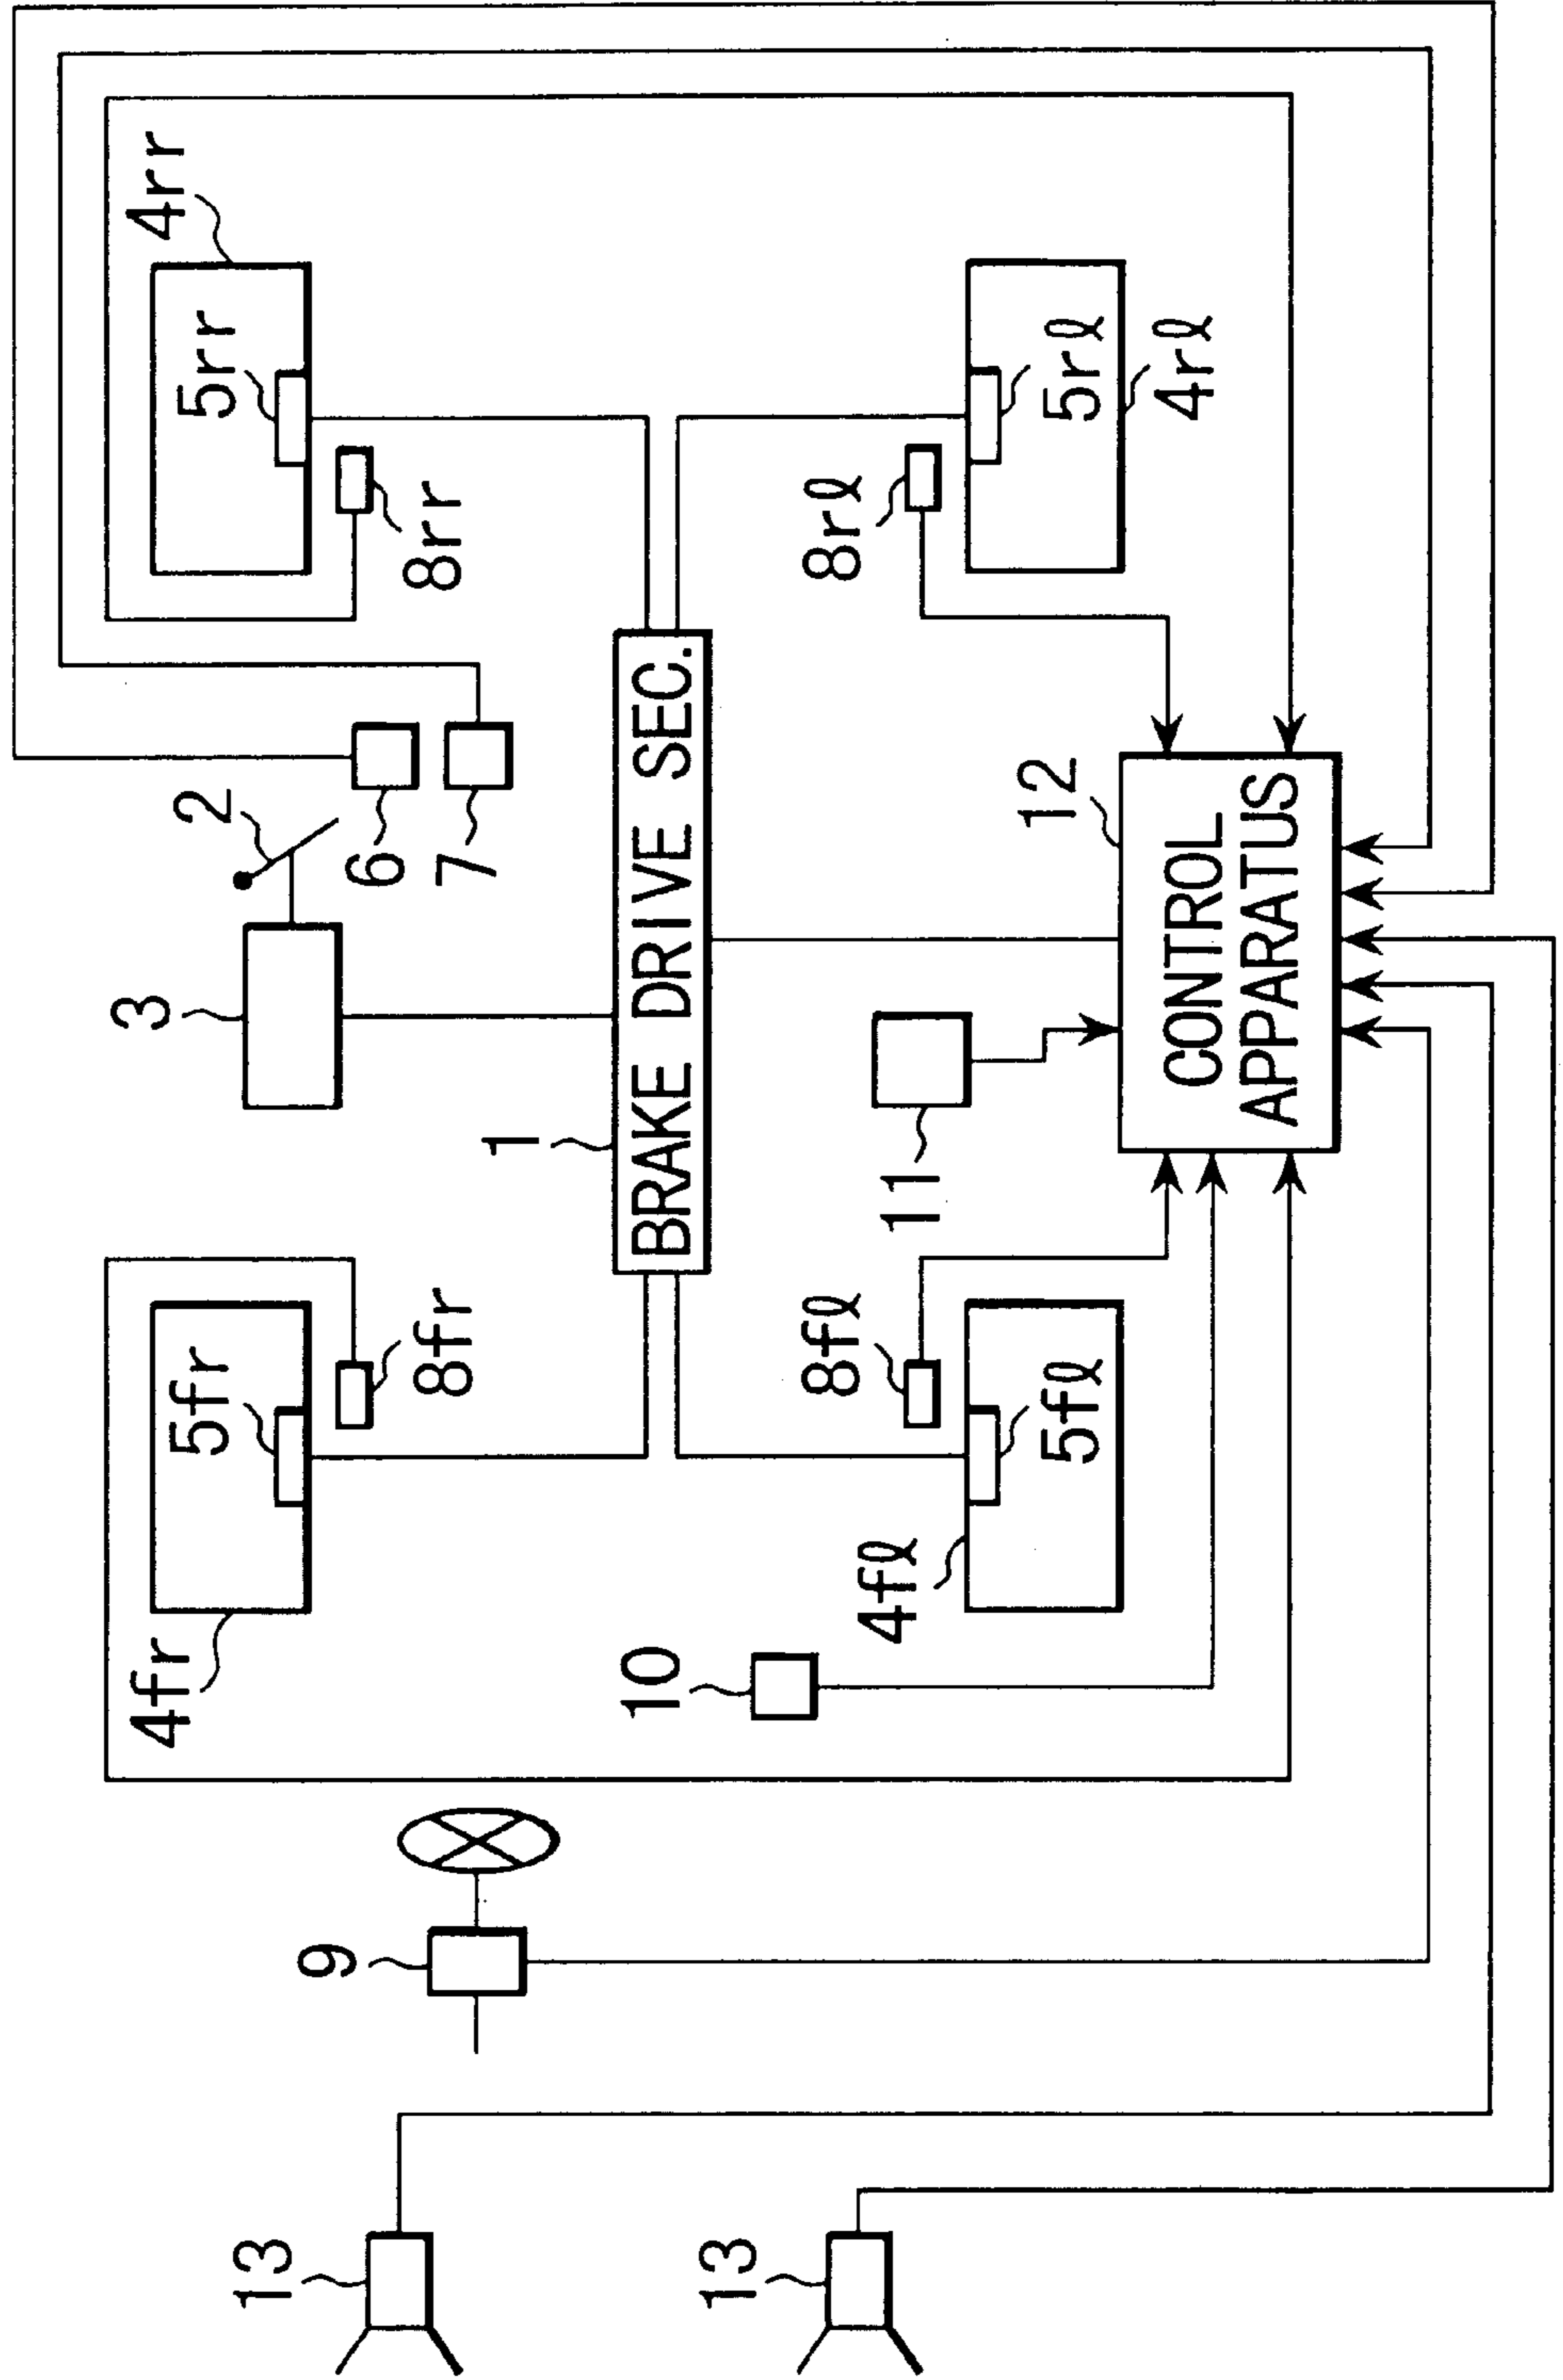 13
13
9
4fr
10
4fℓ
5fr
8fr
8fℓ
5fℓ
1
11
3
BRAKE DRIVE SEC.
CONTROL
APPARATUS
2
6
7
12
8rr
8rℓ
5rr
5rℓ
4rr
4rℓ